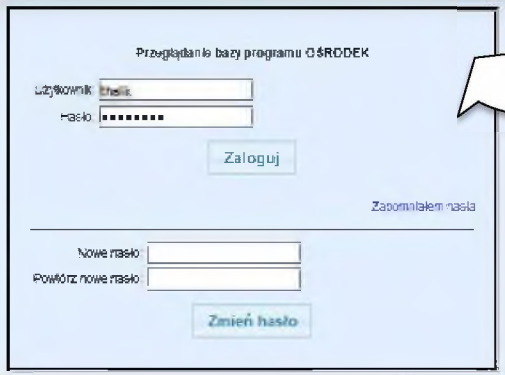 Przeglądanie bazy programu OŚRODEK
Użytkownik:
Hasło: ••••••••
Zaloguj
Zapomniałem hasła
Nowe hasło:
Powtórz nowe hasło:
Zmień hasło